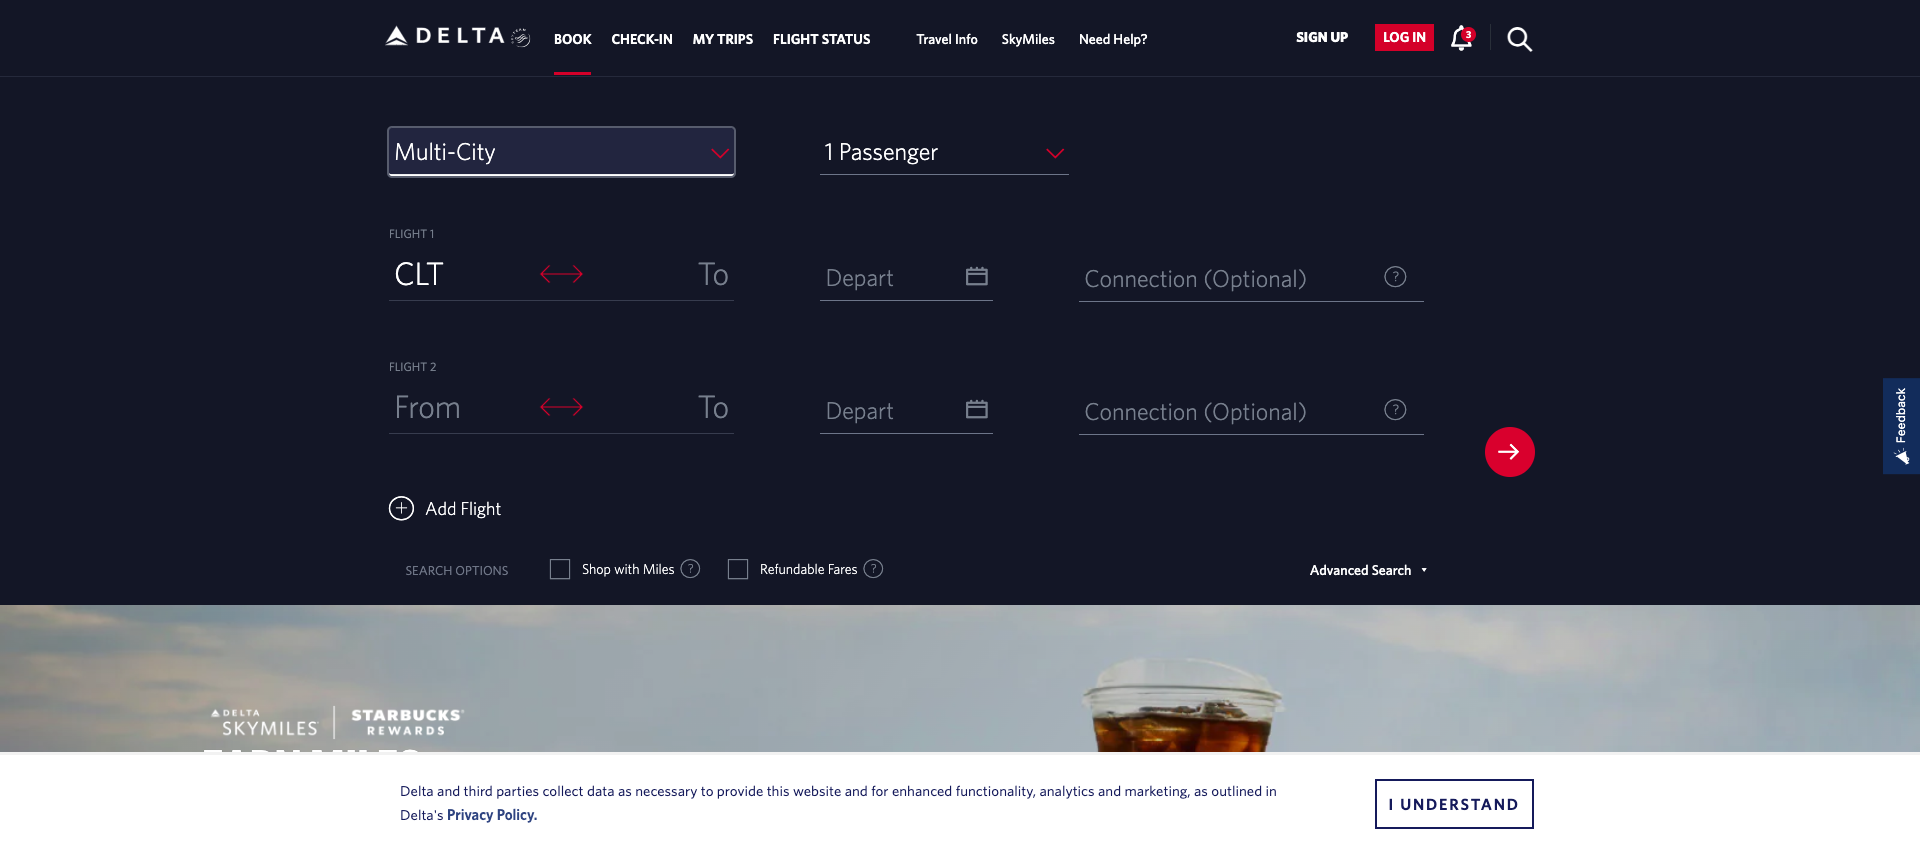 DELTA
BOOK
CHECK-IN
MY TRIPS
FLIGHT STATUS
Travel Info
SkyMiles
Need Help?
SIGN UP
LOG IN
3
Multi-City
1 Passenger
FLIGHT 1
CLT
To
Depart
Connection (Optional)
?
FLIGHT 2
From
To
Depart
Connection (Optional)
?
Feedback
Add Flight
SEARCH OPTIONS
Shop with Miles
?
Refundable Fares
?
Advanced Search
DELTA
SKYMILES
STARBUCKS
REWARDS
EARN MILES
Delta and third parties collect data as necessary to provide this website and for enhanced functionality, analytics and marketing, as outlined in
Delta's Privacy Policy.
I UNDERSTAND